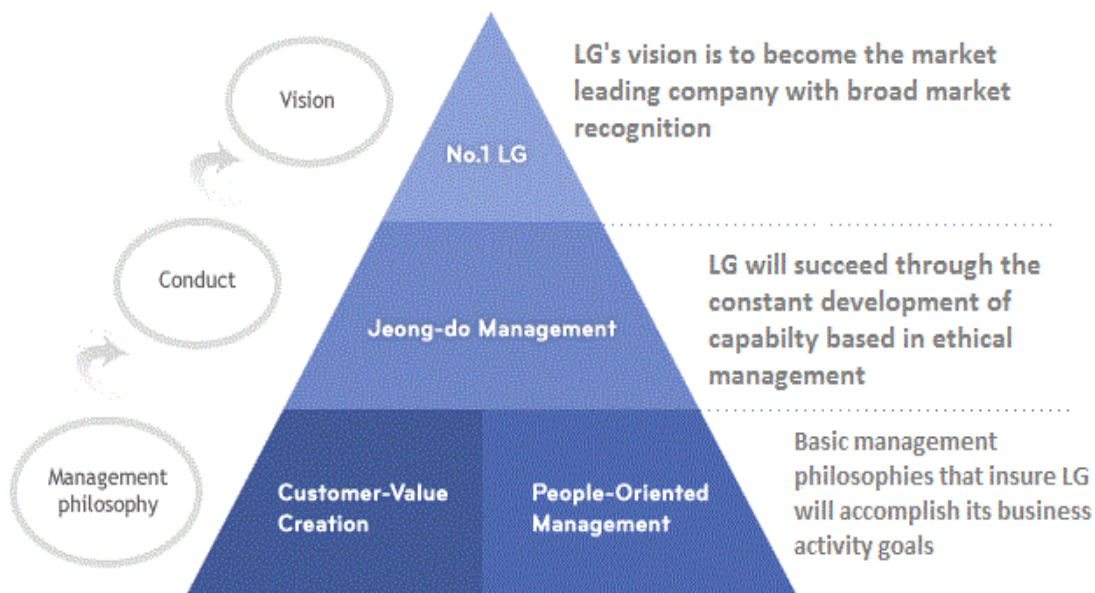 Vision
No.1 LG
LG's vision is to become the market
leading company with broad market
recognition
Conduct
Jeong-do Management
LG will succeed through the
constant development of
capabilty based in ethical
management
Management
philosophy
Customer-Value
Creation
People-Oriented
Management
Basic management
philosophies that insure LG
will accomplish its business
activity goals